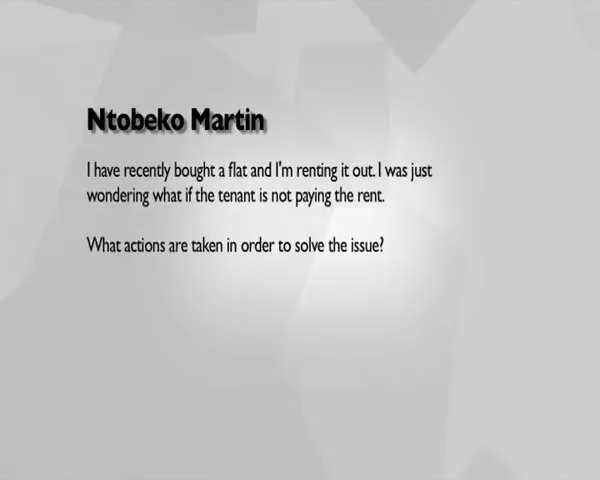 Ntobeko Martin
I have recently bought a flat and I'm renting it out. I was just
wondering what if the tenant is not paying the rent.
What actions are taken in order to solve the issue?